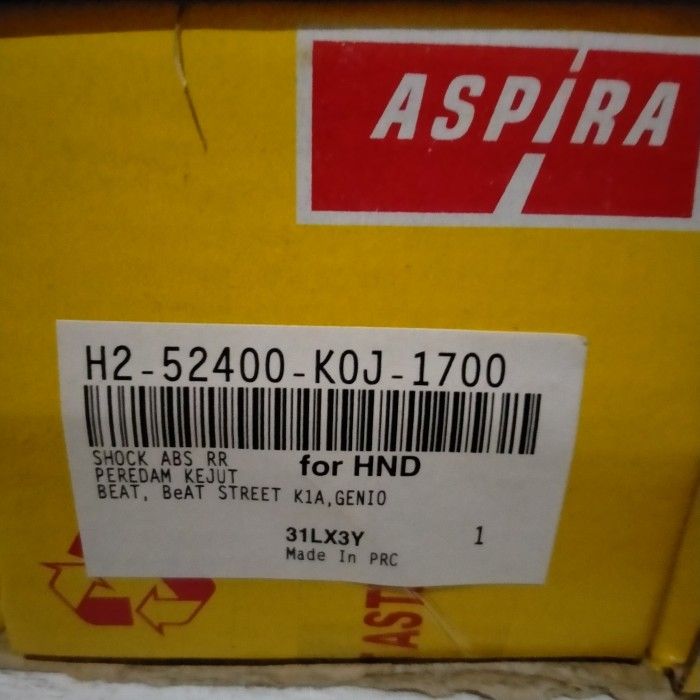 ASPIRA
H2-52400-K0J-1700
SHOCK ABS RR
for HND
PEREDAM KEJUT
BEAT, BeAT STREET K1A,GENIO
31LX3Y
1
Made In PRC
AST